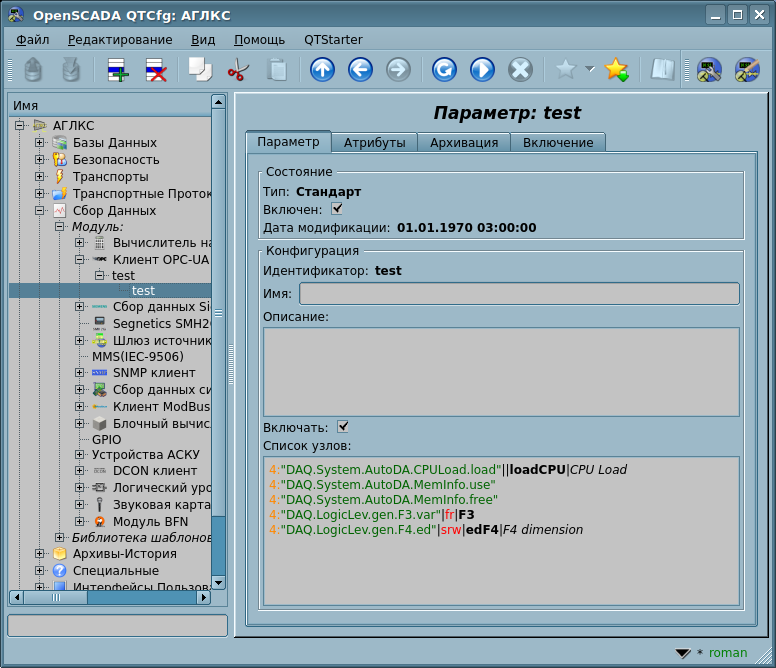 OpenSCADA QTCfg: АГЛКС
Файл Редактирование Вид Помощь QTStarter
Имя
АГЛКС
Базы Данных
Безопасность
Транспорты
Транспортные Проток
Сбор Данных
Модуль:
Вычислитель на
Клиент OPC-UA
test
test
Сбор данных Si
Segnetics SMH2
Шлюз источник
MMS(IEC-9506)
SNMP клиент
Сбор данных си
Клиент ModBus
Блочный вычис
GPIO
Устройства АСКУ
DCON клиент
Логический уро
Звуковая карта
Модуль BFN
Библиотека шаблонов
Архивы-История
Специальные
Интерфейсы Пользова
Параметр: test
Параметр Атрибуты Архивация Включение
Состояние
Тип: Стандарт
Включен:
Дата модификации: 01.01.1970 03:00:00
Конфигурация
Идентификатор: test
Имя:
Описание:
Включать:
Список узлов:
4:"DAQ.System.AutoDA.CPULoad.load"||loadCPU|CPU Load
4:"DAQ.System.AutoDA.MemInfo.use"
4:"DAQ.System.AutoDA.MemInfo.free"
4:"DAQ.LogicLev.gen.F3.var"|fr|F3
4:"DAQ.LogicLev.gen.F4.ed"|srw|edF4|F4 dimension
* roman